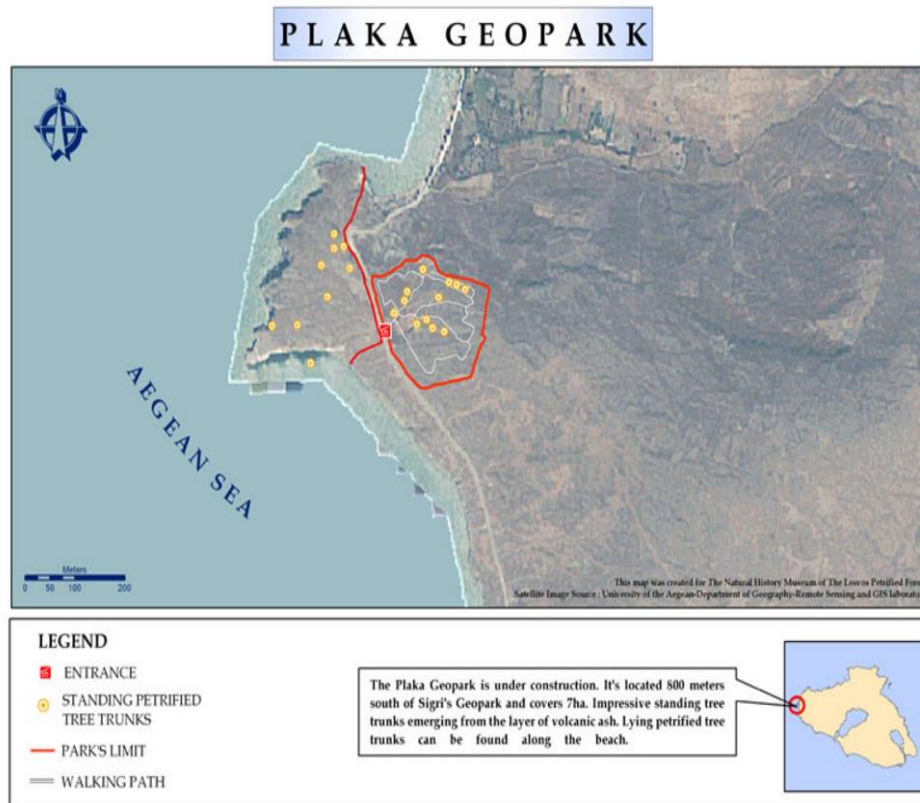 PLAKA GEOPARK
AEGEAN SEA
Meters
0 50 100 200
This map was created for The Natural History Museum of The Lesvos Petrified
Satellite Image Source : University of the Aegean-Department of Geography-Remote Sensing and GIS
LEGEND
ENTRANCE
STANDING PETRIFIED
TREE TRUNKS
PARK'S LIMIT
WALKING PATH
The Plaka Geopark is under construction. It's located 800 meters
south of Sigri's Geopark and covers 7ha. Impressive standing tree
trunks emerging from the layer of volcanic ash. Lying petrified tree
trunks can be found along the beach.